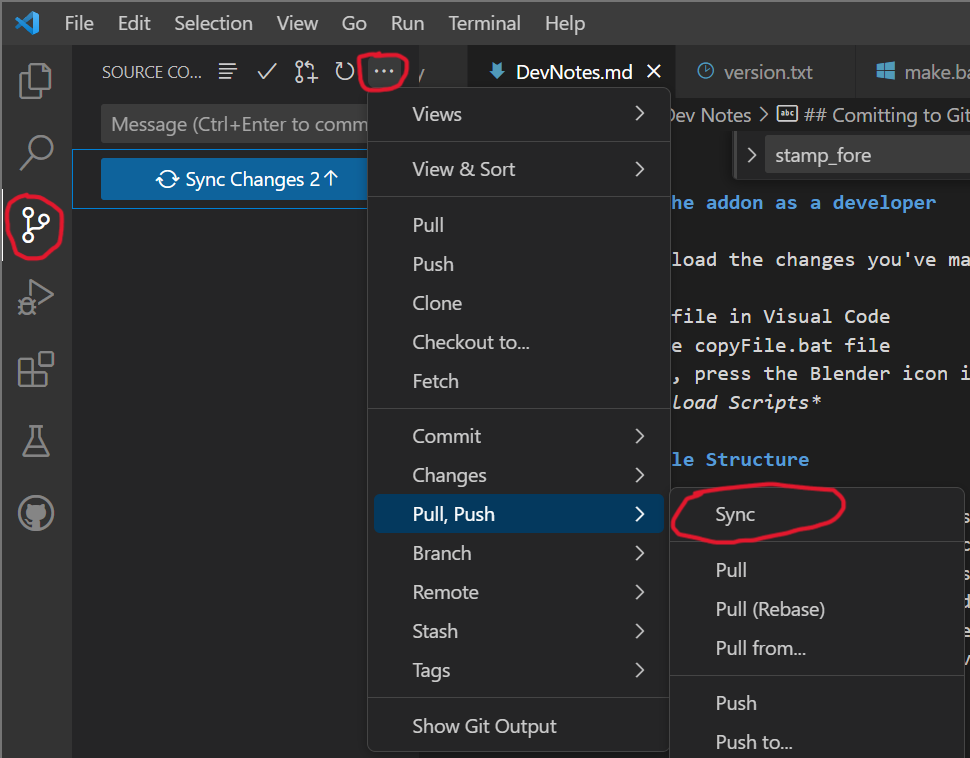 File Edit Selection View Go Run Terminal Help
SOURCE CO... DevNotes.md version.txt make.ba
Message (Ctrl+Enter to comm
Sync Changes 2↑
Views
View & Sort
Pull
Push
Clone
Checkout to...
Fetch
Commit
Changes
Pull, Push
Branch
Remote
Stash
Tags
Show Git Output
Sync
Pull
Pull (Rebase)
Pull from...
Push
Push to...
Dev Notes > abc ## Comitting to Git
stamp_fore
he addon as a developer
load the changes you've ma
file in Visual Code
e copyFile.bat file
, press the Blender icon i
load Scripts*
le Structure